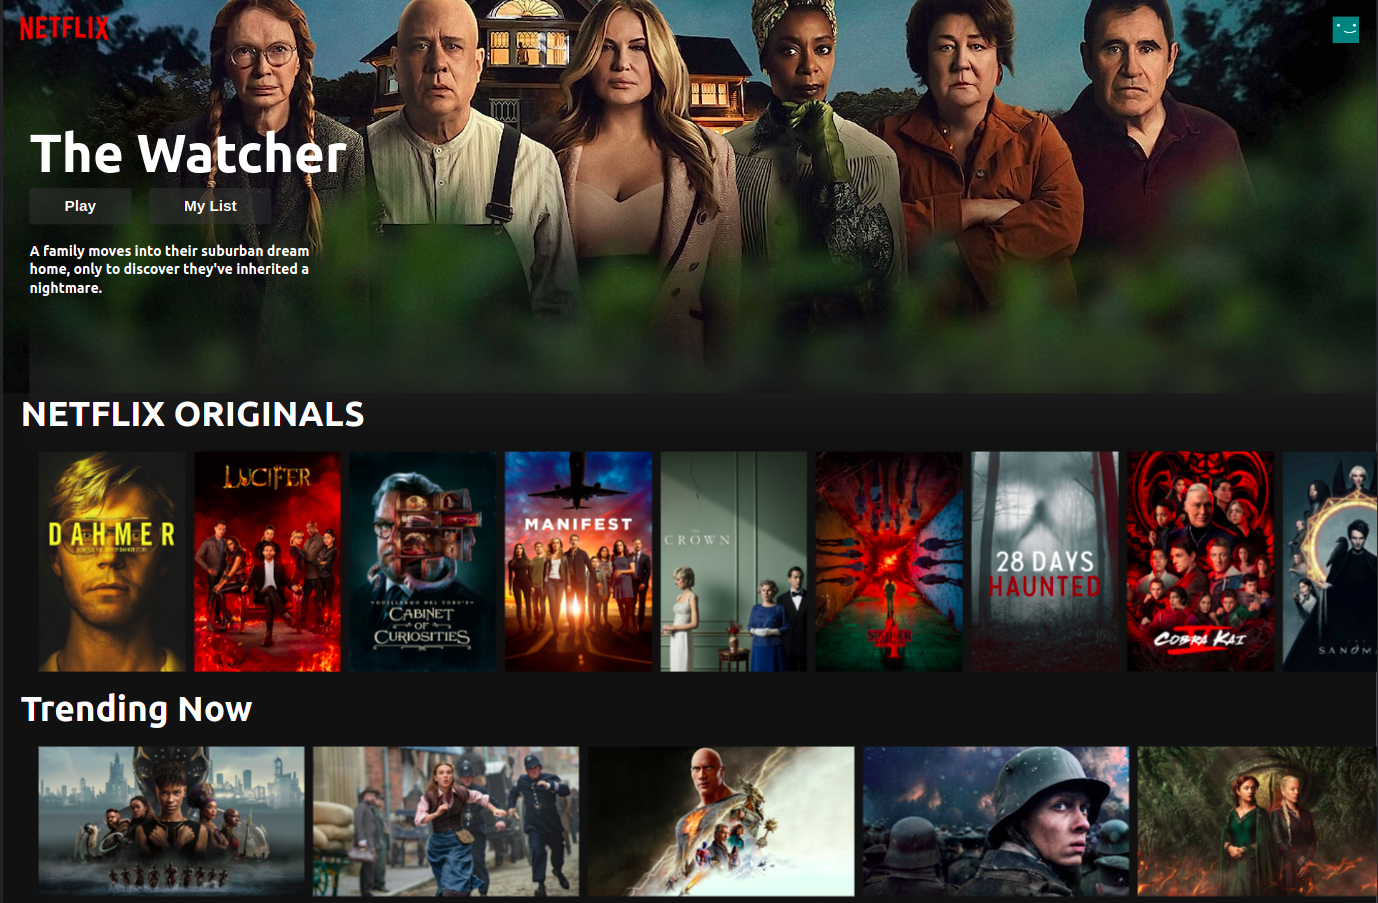 NETFLIX
The Watcher
Play
My List
A family moves into their suburban dream
home, only to discover they've inherited a
nightmare.
NETFLIX ORIGINALS
DAHMER
LUCIFER
GUILLERMO DEL TORO'S
CABINET
OF
CURIOSITIES
MANIFEST
THE
CROWN
STRANGER
THINGS
4
28 DAYS
HAUNTED
COBRA KAI
SANDM
Trending Now